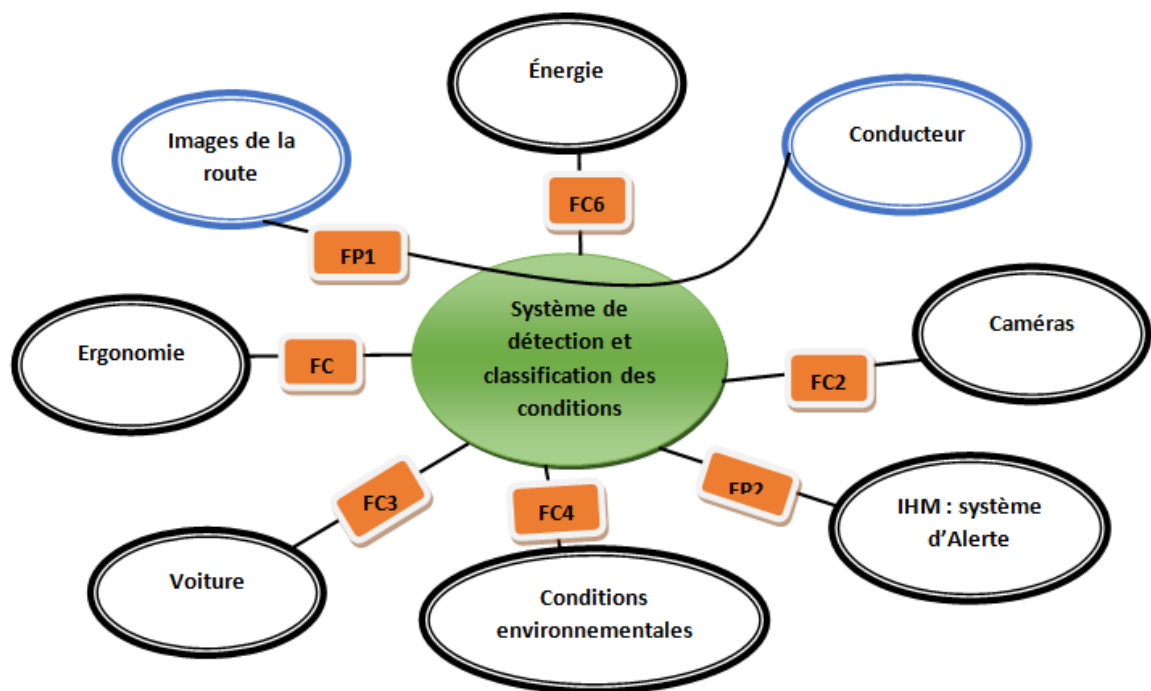 Énergie
Images de la
route
Conducteur
FC6
FP1
Système de
détection et
classification des
conditions
Caméras
Ergonomie
FC
FC2
FC3
FC4
FP2
IHM : système
d'Alerte
Voiture
Conditions
environnementales